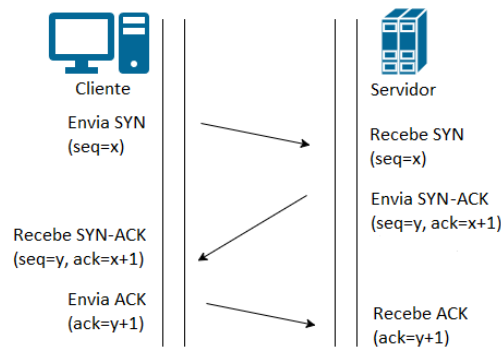 Cliente
Servidor
Envia SYN
(seq=x)
Recebe SYN
(seq=x)
Envia SYN-ACK
(seq=y, ack=x+1)
Recebe SYN-ACK
(seq=y, ack=x+1)
Envia ACK
(ack=y+1)
Recebe ACK
(ack=y+1)